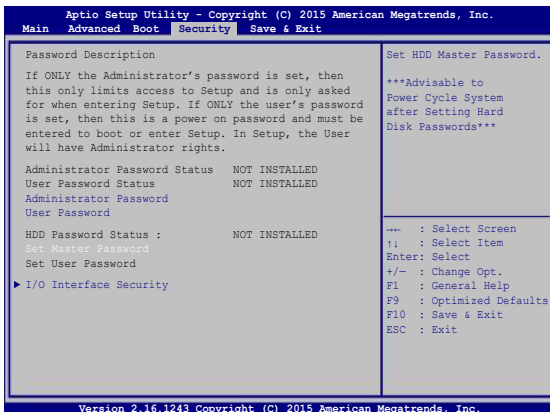 Aptio Setup Utility - Copyright (C) 2015 American Megatrends, Inc.
Main Advanced Boot Security Save & Exit
Password Description
If ONLY the Administrator's password is set, then
this only limits access to Setup and is only asked
for when entering Setup. If ONLY the user's password
is set, then this is a power on password and must be
entered to boot or enter Setup. In Setup, the User
will have Administrator rights.
Administrator Password Status NOT INSTALLED
User Password Status NOT INSTALLED
Administrator Password
User Password
HDD Password Status : NOT INSTALLED
Set Master Password
Set User Password
▶ I/O Interface Security
Set HDD Master Password.
***Advisable to
Power Cycle System
after Setting Hard
Disk Passwords***
→← : Select Screen
↑↓ : Select Item
Enter: Select
+/— : Change Opt.
F1 : General Help
F9 : Optimized Defaults
F10 : Save & Exit
ESC : Exit
Version 2.16.1243 Copyright (C) 2015 American Megatrends, Inc.